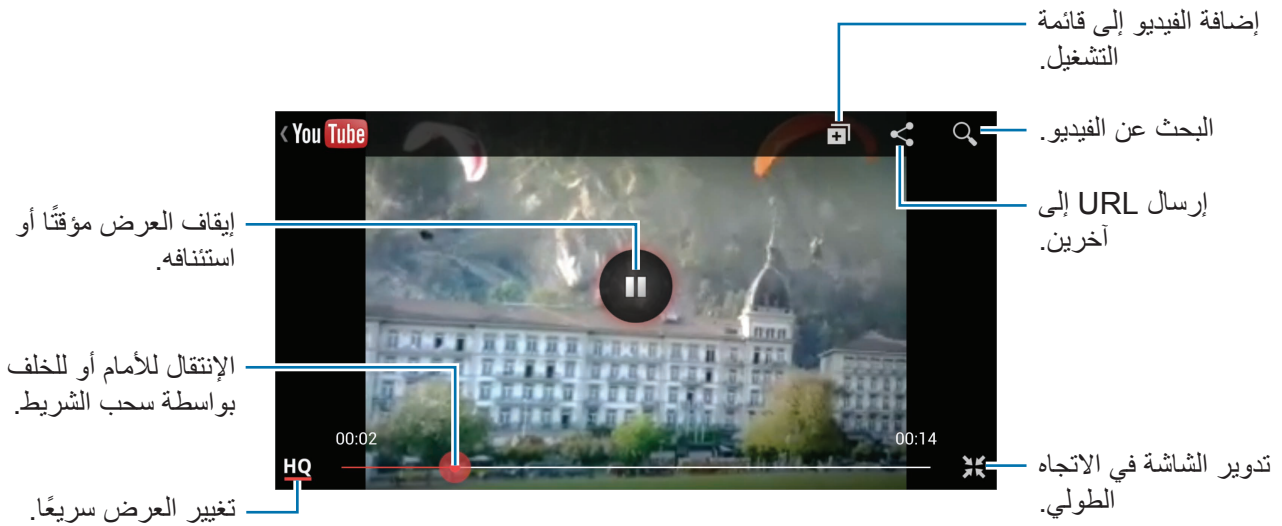 إضافة الفيديو إلى قائمة
التشغيل.
البحث عن الفيديو.
إرسال URL إلى
آخرين.
تدوير الشاشة في الاتجاه
الطولي.
You Tube
إيقاف العرض مؤقتًا أو
استئنافه.
الإنتقال للأمام أو للخلف
بواسطة سحب الشريط.
تغيير العرض سريعًا.
00:02
00:14
HQ